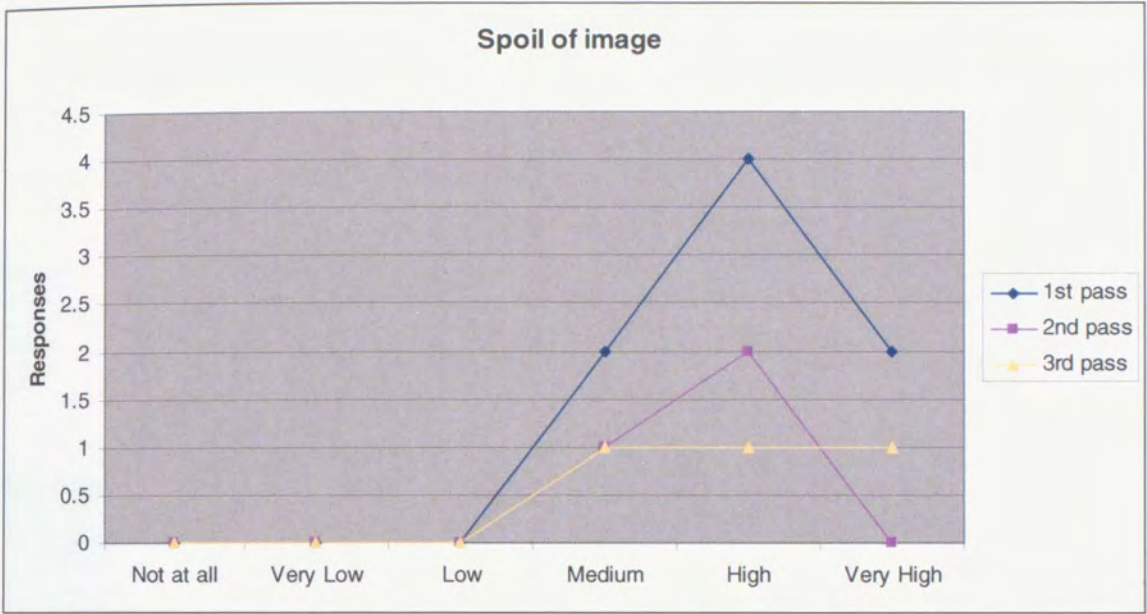 Spoil of image
4.5
4
3.5
3
2.5
2
1.5
1
0.5
0
Responses
Not at all Very Low Low Medium High Very High
1st pass
2nd pass
3rd pass